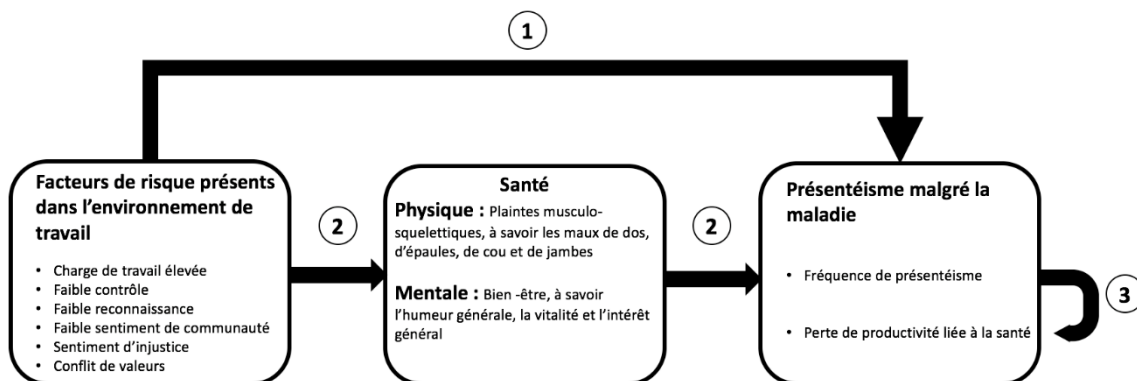 1
Facteurs de risque présents
dans l'environnement de
travail
• Charge de travail élevée
• Faible contrôle
• Faible reconnaissance
• Faible sentiment de communauté
• Sentiment d'injustice
• Conflit de valeurs
2
Santé
Physique : Plaintes musculo-
squelettiques, à savoir les maux de dos,
d'épaules, de cou et de jambes
Mentale : Bien -être, à savoir
l'humeur générale, la vitalité et l'intérêt
général
2
Présentéisme malgré la
maladie
• Fréquence de présentéisme
• Perte de productivité liée à la santé
3